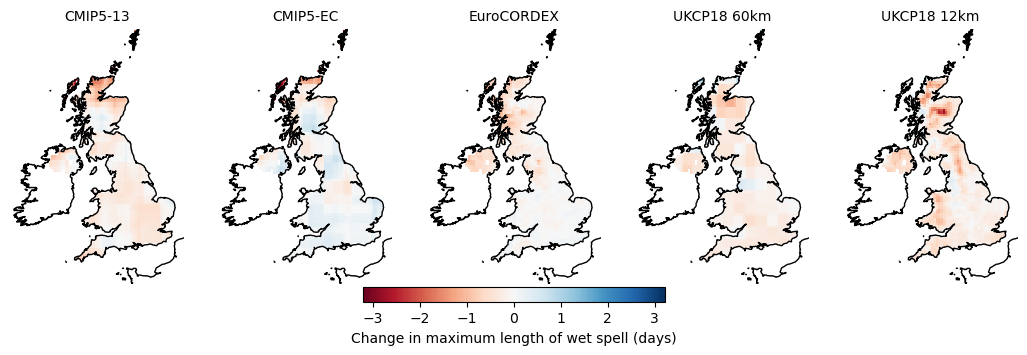 CMIP5-13 CMIP5-EC EuroCORDEX UKCP18 60km UKCP18 12km
−3 −2 −1 0 1 2 3
Change in maximum length of wet spell (days)